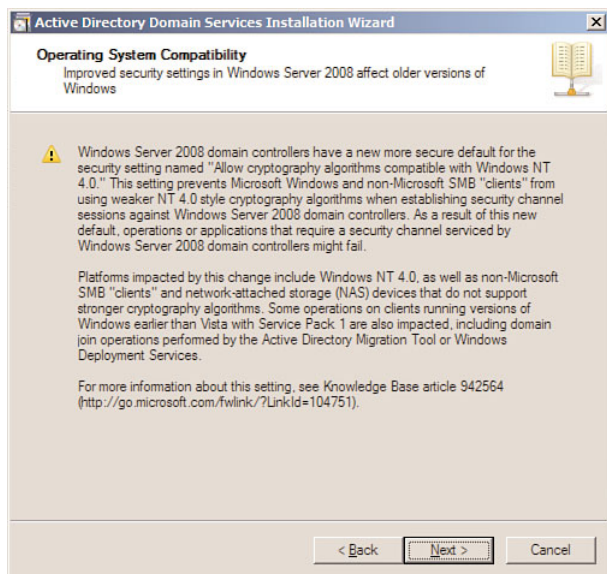 Active Directory Domain Services Installation Wizard
Operating System Compatibility
Improved security settings in Windows Server 2008 affect older versions of
Windows
Windows Server 2008 domain controllers have a new more secure default for the
security setting named "Allow cryptography algorithms compatible with Windows NT
4.0." This setting prevents Microsoft Windows and non-Microsoft SMB "clients" from
using weaker NT 4.0 style cryptography algorithms when establishing security channel
sessions against Windows Server 2008 domain controllers. As a result of this new
default, operations or applications that require a security channel serviced by
Windows Server 2008 domain controllers might fail.
Platforms impacted by this change include Windows NT 4.0, as well as non-Microsoft
SMB "clients" and network-attached storage (NAS) devices that do not support
stronger cryptography algorithms. Some operations on clients running versions of
Windows earlier than Vista with Service Pack 1 are also impacted, including domain
join operations performed by the Active Directory Migration Tool or Windows
Deployment Services.
For more information about this setting, see Knowledge Base article 942564
(http://go.microsoft.com/fwlink/?LinkId=104751).
< Back Next > Cancel